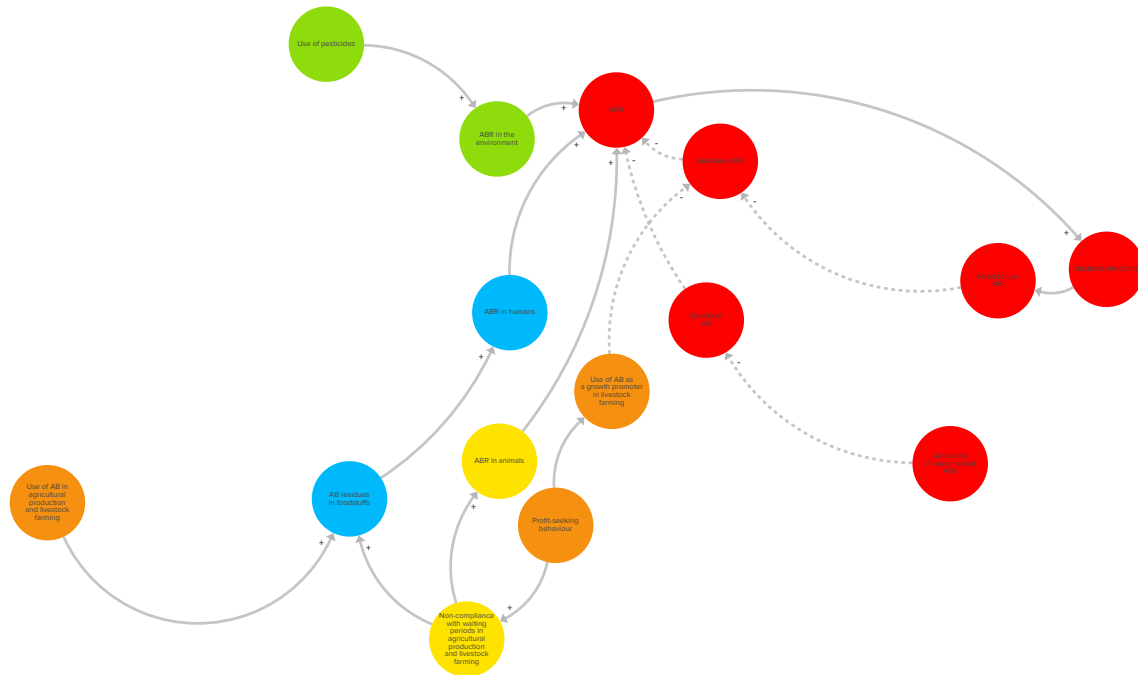 Use of pesticides
+
ABR in the
environment
+
+
+
-
-
-
-
+
ABR in humans
+
Use of AB as
a growth promoter
in livestock
farming
-
ABR in animals
Use of AB in
agricultural
production
and livestock
farming
AB residues
in foodstuffs
+
Profit-seeking
behaviour
+
+
+
Non-compliance
with waiting
periods in
agricultural
production
and livestock
farming